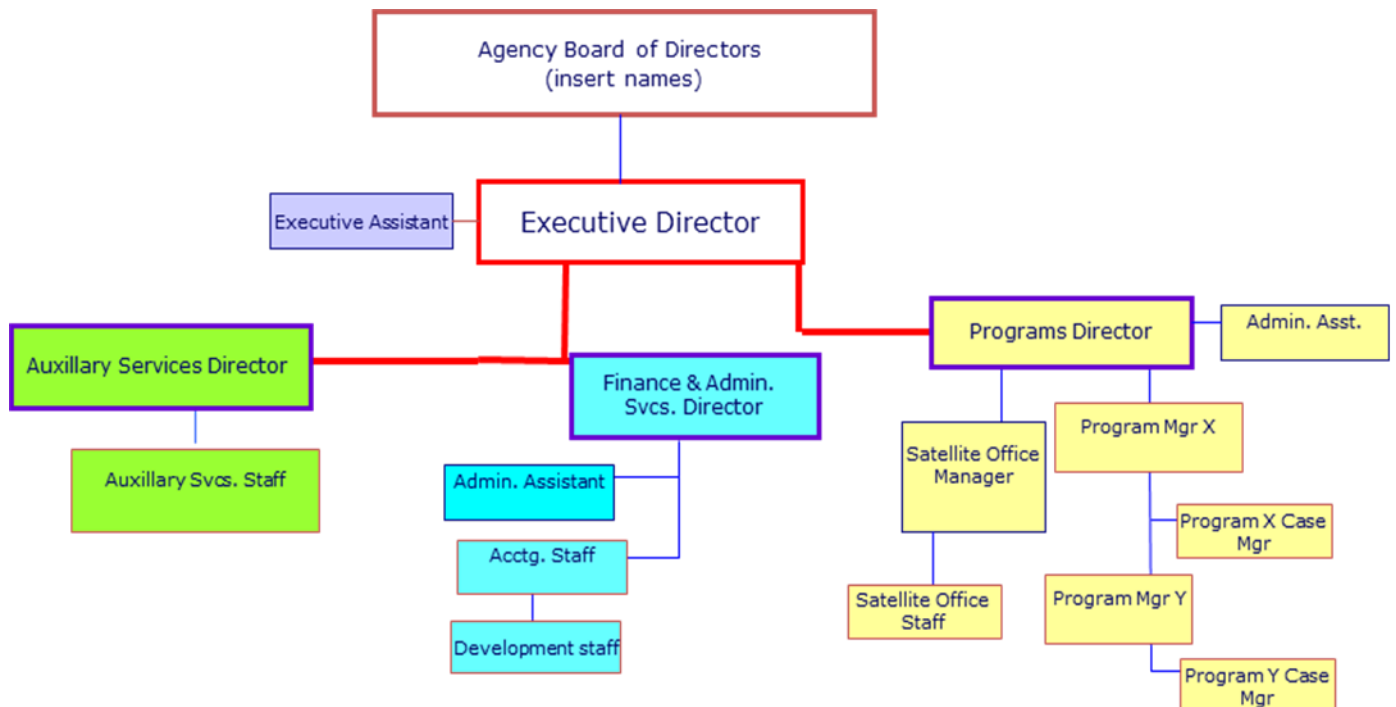 Agency Board of Directors
(insert names)
Executive Assistant
Executive Director
Auxillary Services Director
Finance & Admin.
Svcs. Director
Programs Director
Admin. Asst.
Auxillary Svcs. Staff
Admin. Assistant
Acctg. Staff
Development staff
Satellite Office
Manager
Satellite Office
Staff
Program Mgr X
Program X Case
Mgr
Program Mgr Y
Program Y Case
Mgr